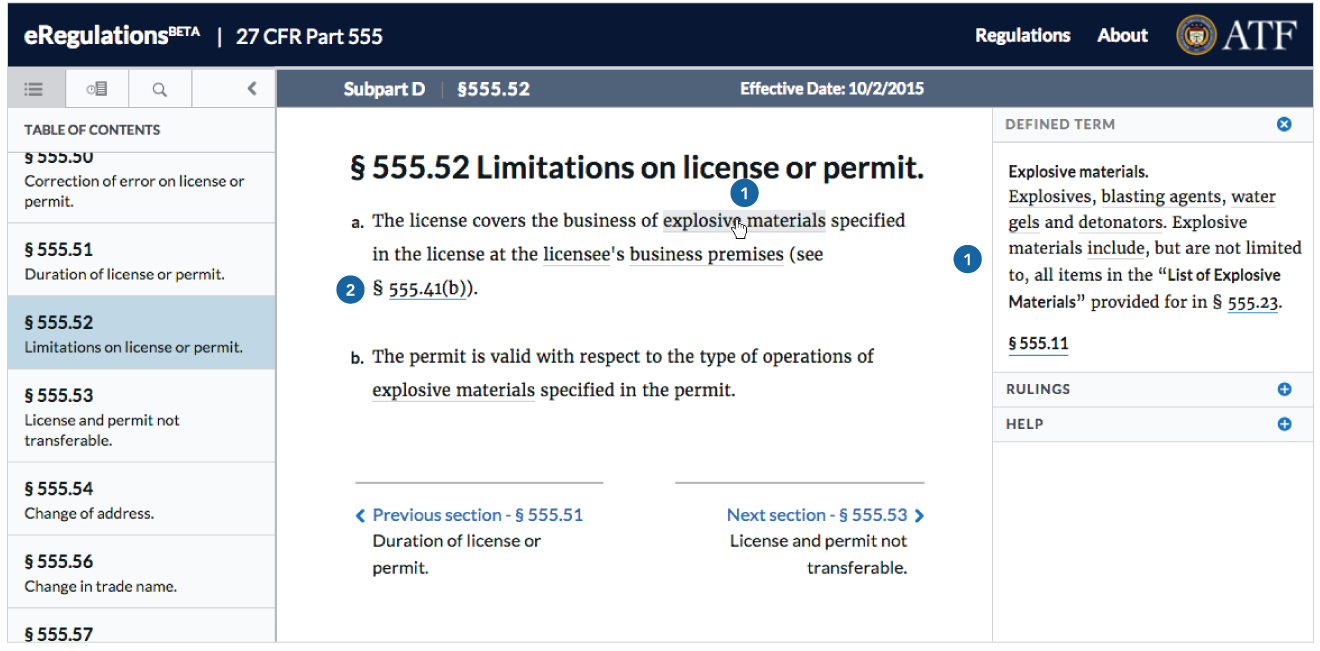 eRegulationsBETA | 27 CFR Part 555
Regulations About ATF
Subpart D | §555.52 Effective Date: 10/2/2015
TABLE OF CONTENTS
§ 555.50
Correction of error on license or
permit.
§ 555.51
Duration of license or permit.
§ 555.52
Limitations on license or permit.
§ 555.53
License and permit not
transferable.
§ 555.54
Change of address.
§ 555.56
Change in trade name.
§ 555.57
§ 555.52 Limitations on license or permit.
1
a. The license covers the business of explosive materials specified
in the license at the licensee's business premises (see
2 § 555.41(b)).
b. The permit is valid with respect to the type of operations of
explosive materials specified in the permit.
Previous section - § 555.51
Duration of license or
permit.
Next section - § 555.53
License and permit not
transferable.
DEFINED TERM
Explosive materials.
Explosives, blasting agents, water
gels and detonators. Explosive
1 materials include, but are not limited
to, all items in the “List of Explosive
Materials” provided for in § 555.23.
§ 555.11
RULINGS
HELP